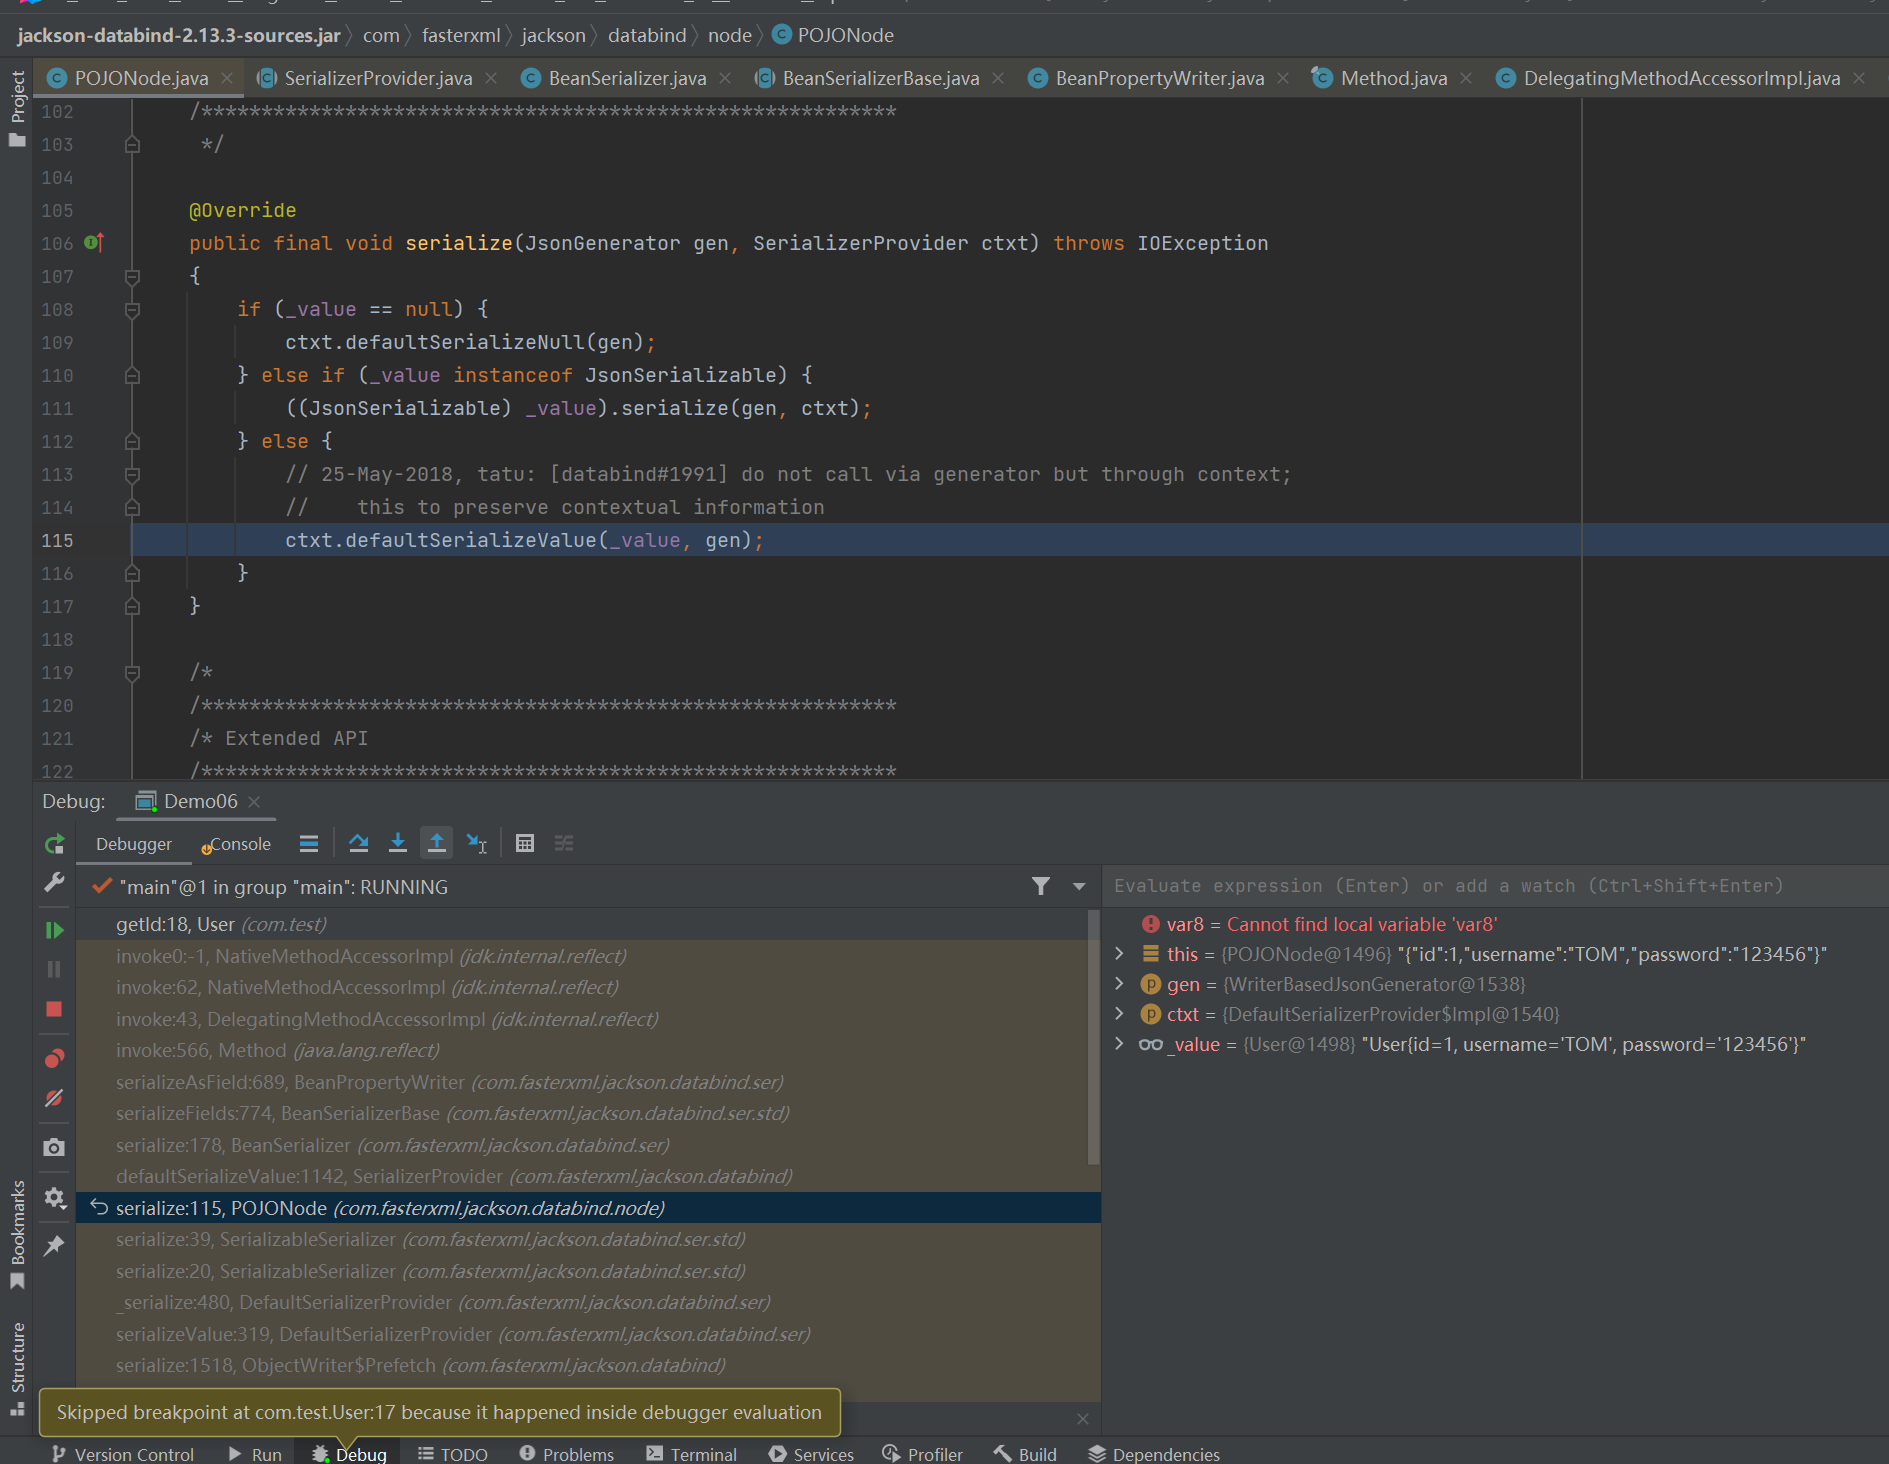 jackson-databind-2.13.3-sources.jar com fasterxml jackson databind node POJONode
Project
POJONode.java SerializerProvider.java BeanSerializer.java BeanSerializerBase.java BeanPropertyWriter.java Method.java DelegatingMethodAccessorImpl.java
102 /**********************************************************
103 */
104
105 @Override
106 public final void serialize(JsonGenerator gen, SerializerProvider ctxt) throws IOException
107 {
108 if (_value == null) {
109 ctxt.defaultSerializeNull(gen);
110 } else if (_value instanceof JsonSerializable) {
111 ((JsonSerializable) _value).serialize(gen, ctxt);
112 } else {
113 // 25-May-2018, tatu: [databind#1991] do not call via generator but through context;
114 // this to preserve contextual information
115 ctxt.defaultSerializeValue(_value, gen);
116 }
117 }
118
119 /*
120 /**********************************************************
121 /* Extended API
122 /**********************************************************
Debug: Demo06
Debugger Console
"main"@1 in group "main": RUNNING
getId:18, User (com.test)
invoke0:-1, NativeMethodAccessorImpl (jdk.internal.reflect)
invoke:62, NativeMethodAccessorImpl (jdk.internal.reflect)
invoke:43, DelegatingMethodAccessorImpl (jdk.internal.reflect)
invoke:566, Method (java.lang.reflect)
serializeAsField:689, BeanPropertyWriter (com.fasterxml.jackson.databind.ser)
serializeFields:774, BeanSerializerBase (com.fasterxml.jackson.databind.ser.std)
serialize:178, BeanSerializer (com.fasterxml.jackson.databind.ser)
defaultSerializeValue:1142, SerializerProvider (com.fasterxml.jackson.databind)
serialize:115, POJONode (com.fasterxml.jackson.databind.node)
serialize:39, SerializableSerializer (com.fasterxml.jackson.databind.ser.std)
serialize:20, SerializableSerializer (com.fasterxml.jackson.databind.ser.std)
_serialize:480, DefaultSerializerProvider (com.fasterxml.jackson.databind.ser)
serializeValue:319, DefaultSerializerProvider (com.fasterxml.jackson.databind.ser)
serialize:1518, ObjectWriter$Prefetch (com.fasterxml.jackson.databind)
Evaluate expression (Enter) or add a watch (Ctrl+Shift+Enter)
var8 = Cannot find local variable 'var8'
this = {POJONode@1496} "{"id":1,"username":"TOM","password":"123456"}"
gen = {WriterBasedJsonGenerator@1538}
ctxt = {DefaultSerializerProvider$Impl@1540}
_value = {User@1498} "User{id=1, username='TOM', password='123456'}"
Bookmarks
Structure
Skipped breakpoint at com.test.User:17 because it happened inside debugger evaluation
Version Control Run Debug TODO Problems Terminal Services Profiler Build Dependencies